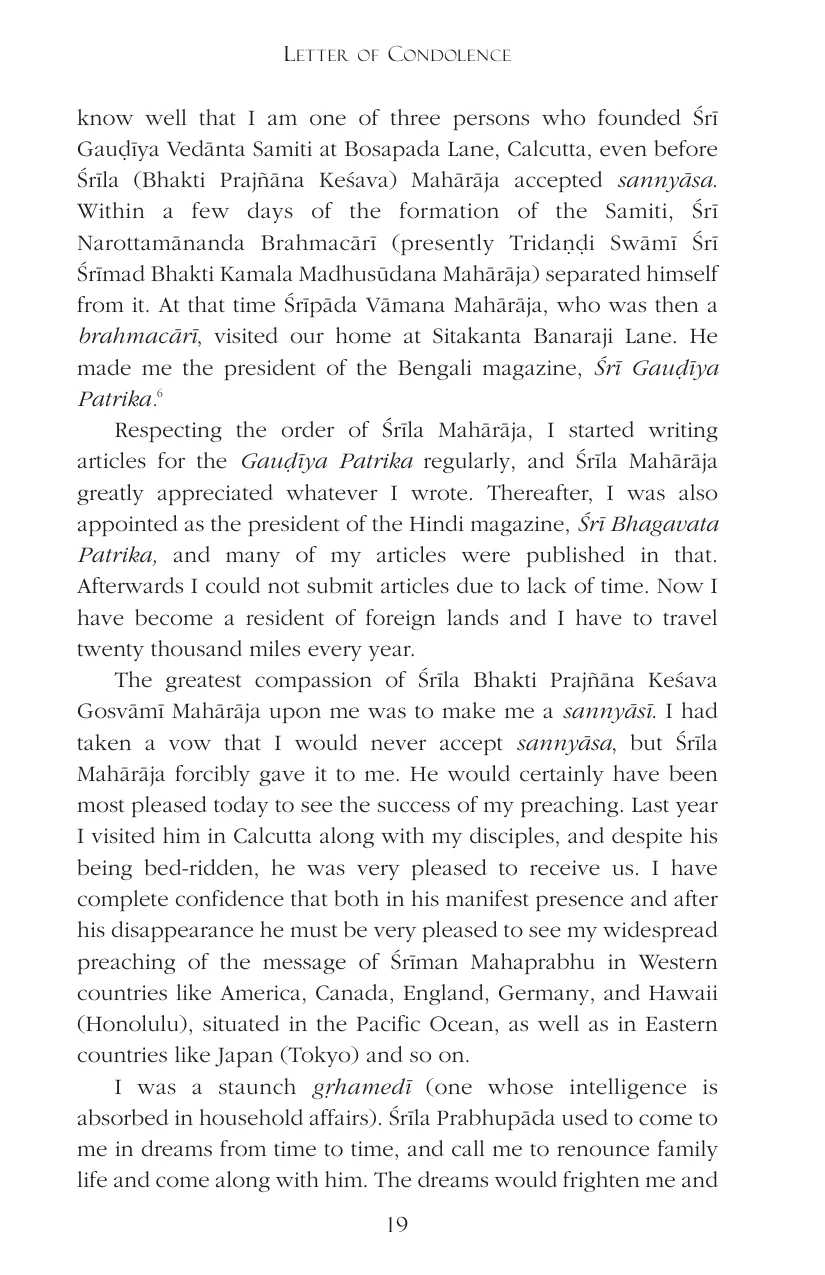 LETTER OF CONDOLENCE
know well that I am one of three persons who founded Śrī
Gauḍīya Vedānta Samiti at Bosapada Lane, Calcutta, even before
Śrīla (Bhakti Prajñāna Keśava) Mahārāja accepted sannyāsa.
Within a few days of the formation of the Samiti, Śrī
Narottamānanda Brahmacārī (presently Tridaṇḍi Swāmī Śrī
Śrīmad Bhakti Kamala Madhusūdana Mahārāja) separated himself
from it. At that time Śrīpāda Vāmana Mahārāja, who was then a
brahmacārī, visited our home at Sitakanta Banaraji Lane. He
made me the president of the Bengali magazine, Śrī Gauḍīya
Patrika.6
Respecting the order of Śrīla Mahārāja, I started writing
articles for the Gauḍīya Patrika regularly, and Śrīla Mahārāja
greatly appreciated whatever I wrote. Thereafter, I was also
appointed as the president of the Hindi magazine, Śrī Bhagavata
Patrika, and many of my articles were published in that.
Afterwards I could not submit articles due to lack of time. Now I
have become a resident of foreign lands and I have to travel
twenty thousand miles every year.
The greatest compassion of Śrīla Bhakti Prajñāna Keśava
Gosvāmī Mahārāja upon me was to make me a sannyāsī. I had
taken a vow that I would never accept sannyāsa, but Śrīla
Mahārāja forcibly gave it to me. He would certainly have been
most pleased today to see the success of my preaching. Last year
I visited him in Calcutta along with my disciples, and despite his
being bed-ridden, he was very pleased to receive us. I have
complete confidence that both in his manifest presence and after
his disappearance he must be very pleased to see my widespread
preaching of the message of Śrīman Mahaprabhu in Western
countries like America, Canada, England, Germany, and Hawaii
(Honolulu), situated in the Pacific Ocean, as well as in Eastern
countries like Japan (Tokyo) and so on.
I was a staunch gṛhamedī (one whose intelligence is
absorbed in household affairs). Śrīla Prabhupāda used to come to
me in dreams from time to time, and call me to renounce family
life and come along with him. The dreams would frighten me and
19